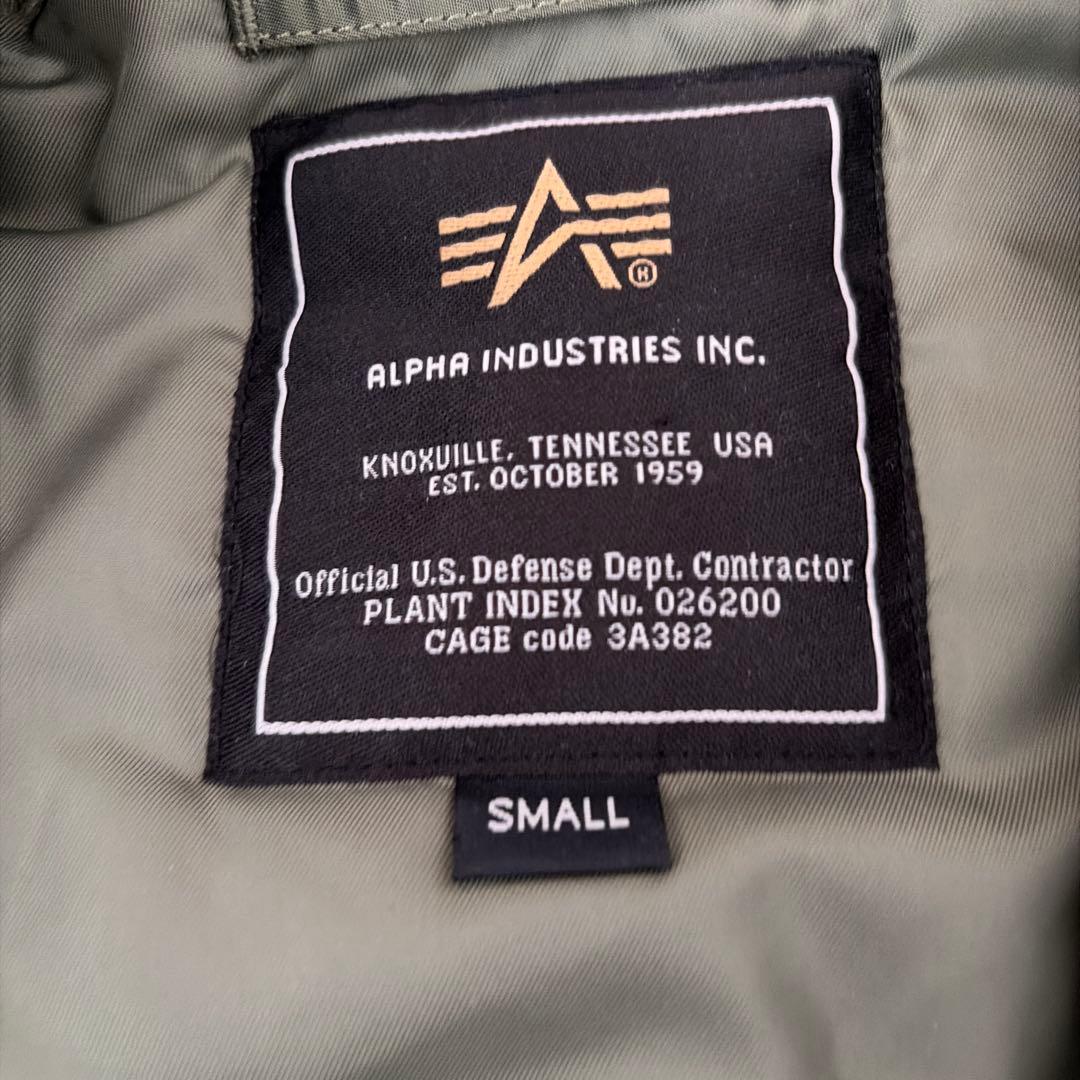 ALPHA INDUSTRIES INC.
KNOXVILLE, TENNESSEE USA
EST. OCTOBER 1959
Official U.S. Defense Dept. Contractor
PLANT INDEX No. 026200
CAGE code 3A382
SMALL